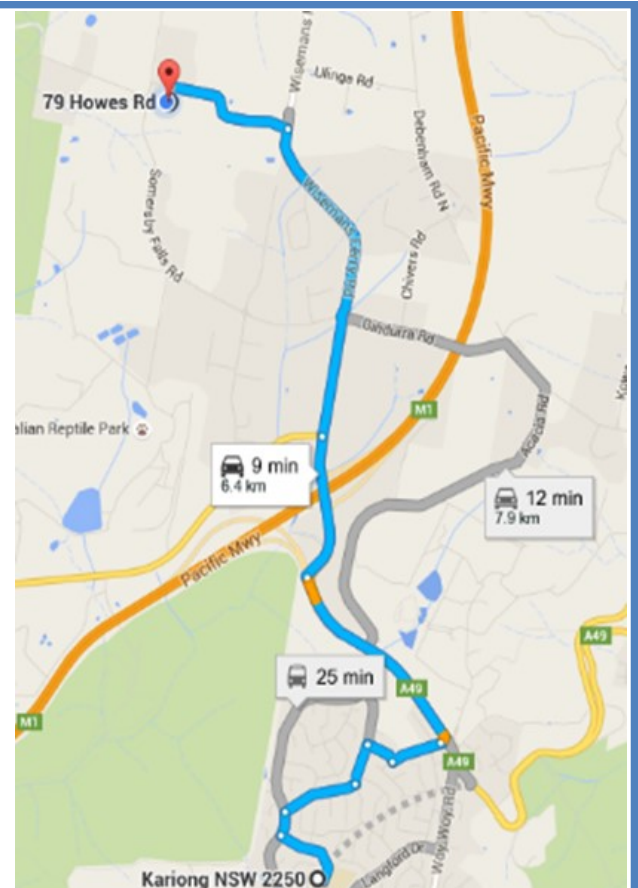 Wisemans
Ulinga Rd
79 Howes Rd
Pacific Mwy
Debenham Rd N
Somersby Falls Rd
Wisemans Ferry Rd
Chivers Rd
Gindurra Rd
M1
Acacia Rd
alian Reptile Park
9 min
6.4 km
12 min
7.9 km
Pacific Mwy
A49
25 min
A49
M1
A49
Woy Woy Rd
Langford Dr
Kariong NSW 2250